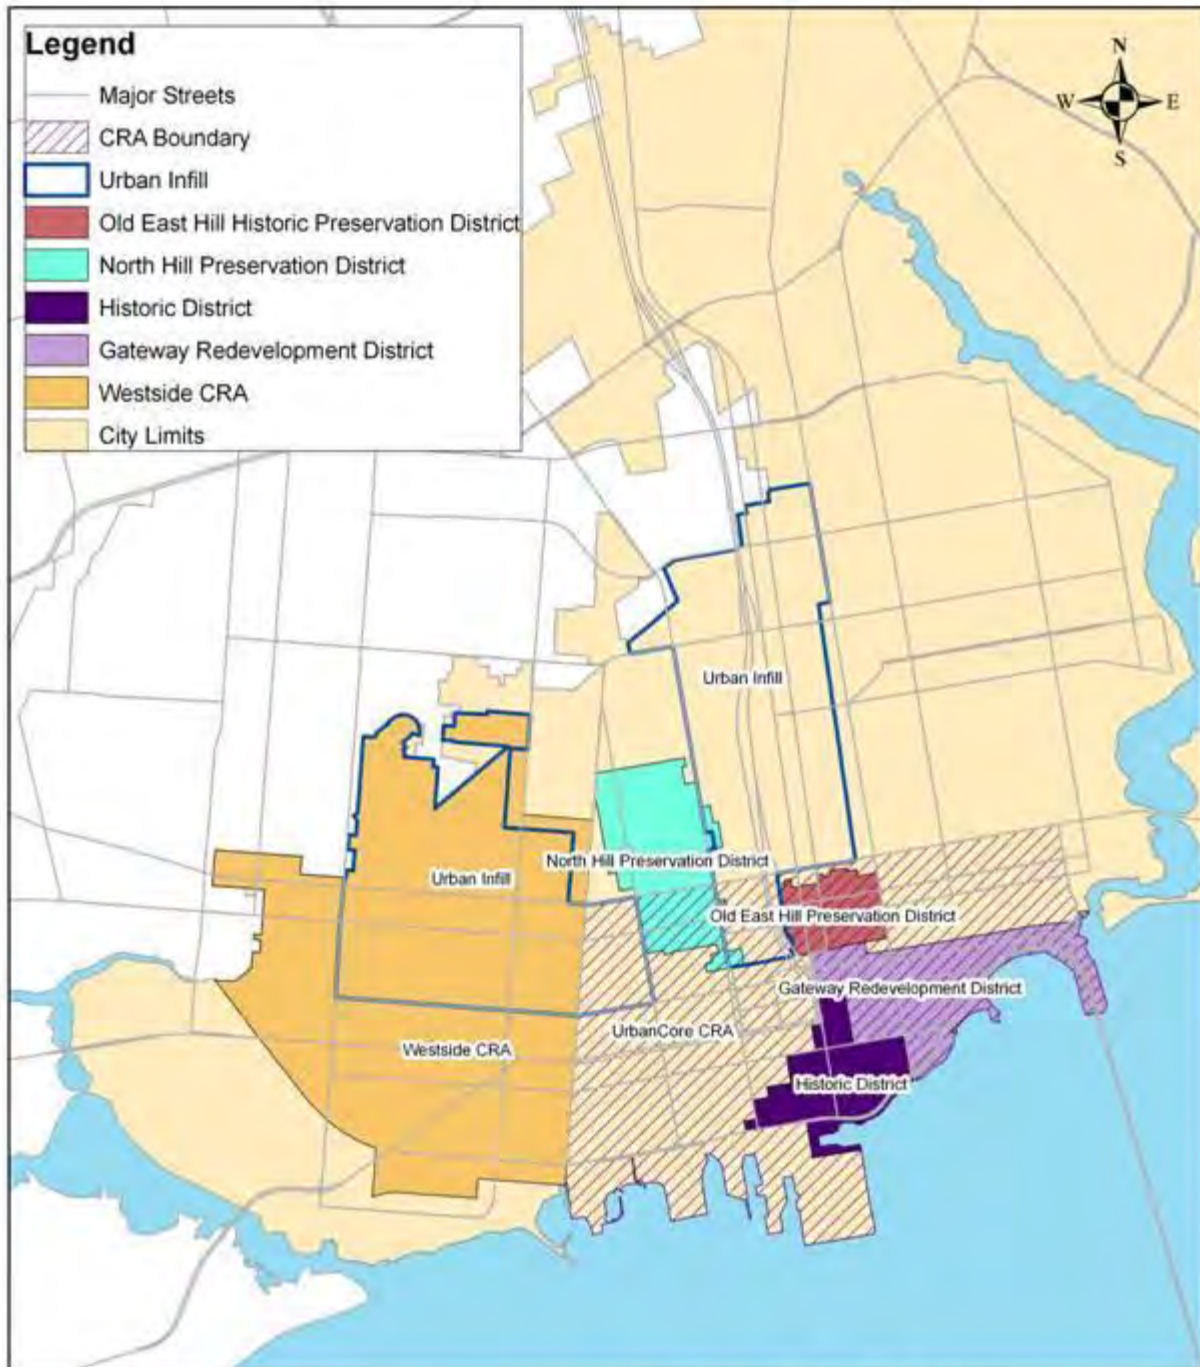 Legend
Major Streets
CRA Boundary
Urban Infill
Old East Hill Historic Preservation District
North Hill Preservation District
Historic District
Gateway Redevelopment District
Westside CRA
City Limits
N
W E
S
Urban Infill
North Hill Preservation District
Urban Infill
Old East Hill Preservation District
Gateway Redevelopment District
UrbanCore CRA
Westside CRA
Historic District